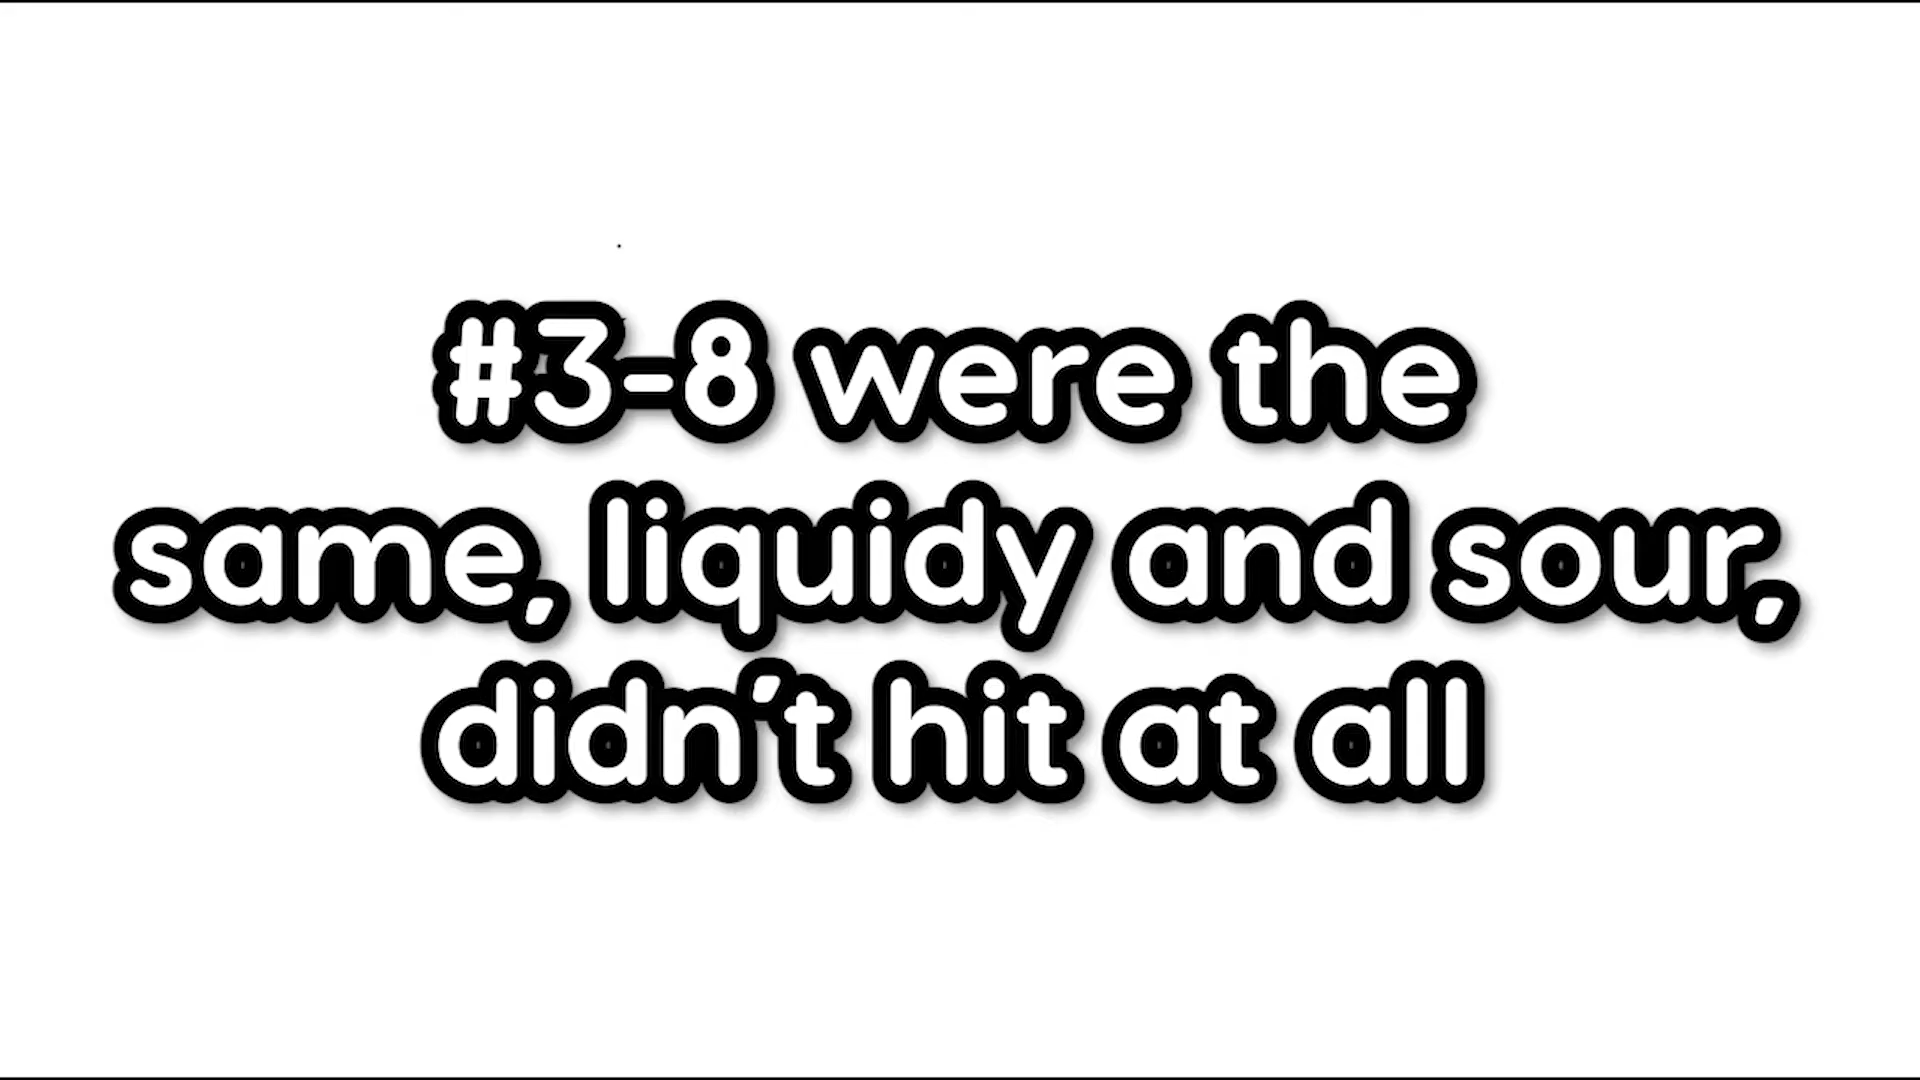 #3-8 were the
same, liquidy and sour,
didn't hit at all